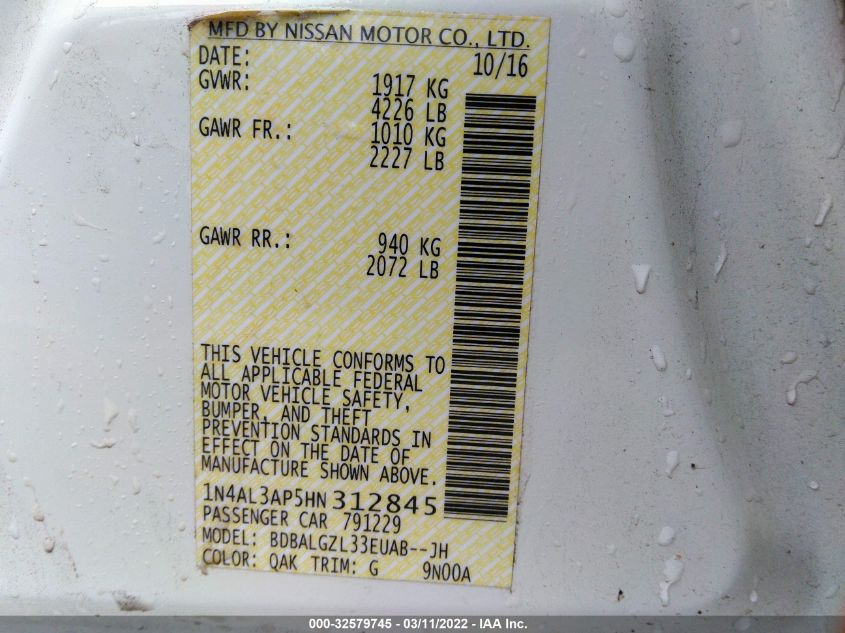 MFD BY NISSAN MOTOR CO., LTD.
DATE: 10/16
GVWR: 1917 KG
4226 LB
GAWR FR.: 1010 KG
2227 LB
GAWR RR.: 940 KG
2072 LB
THIS VEHICLE CONFORMS TO
ALL APPLICABLE FEDERAL
MOTOR VEHICLE SAFETY,
BUMPER, AND THEFT
PREVENTION STANDARDS IN
EFFECT ON THE DATE OF
MANUFACTURE SHOWN ABOVE.
1N4AL3AP5HN312845
PASSENGER CAR 791229
MODEL: BDBALGZL33EUAB--JH
COLOR: QAK TRIM: G 9N00A
000-32579745 - 03/11/2022 - IAA Inc.